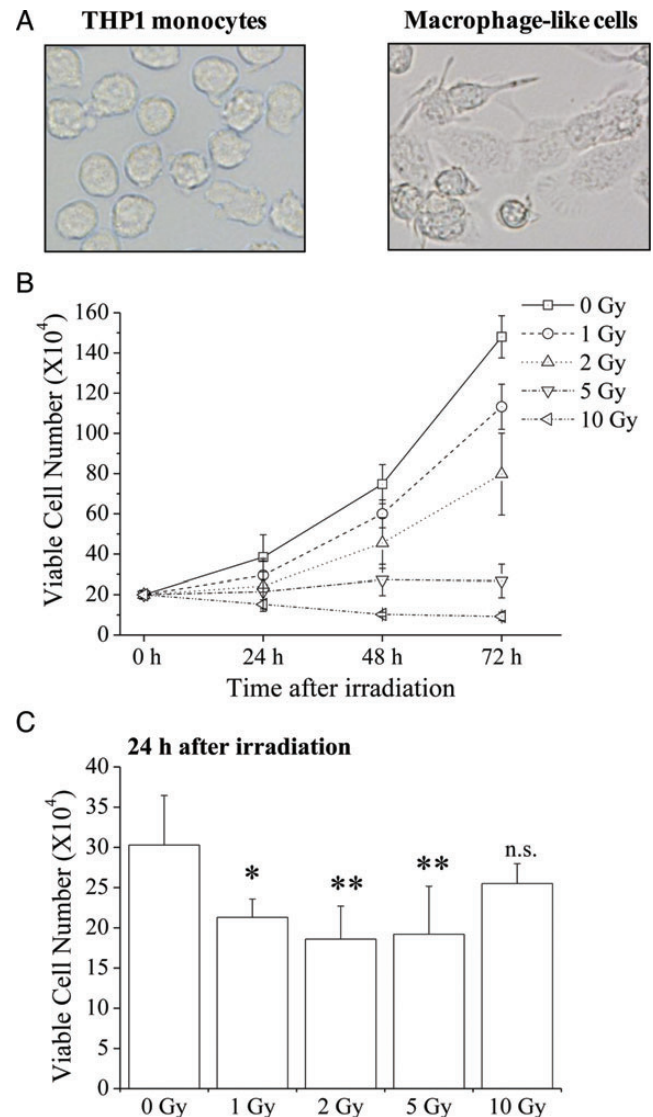 A
THP1 monocytes
Macrophage-like cells
B
Viable Cell Number (X10⁴)
160
140
120
100
80
60
40
20
0
0 h
24 h
48 h
72 h
Time after irradiation
0 Gy
1 Gy
2 Gy
5 Gy
10 Gy
C
24 h after irradiation
Viable Cell Number (X10⁴)
40
35
30
25
20
15
10
5
0
*
**
**
n.s.
0 Gy
1 Gy
2 Gy
5 Gy
10 Gy